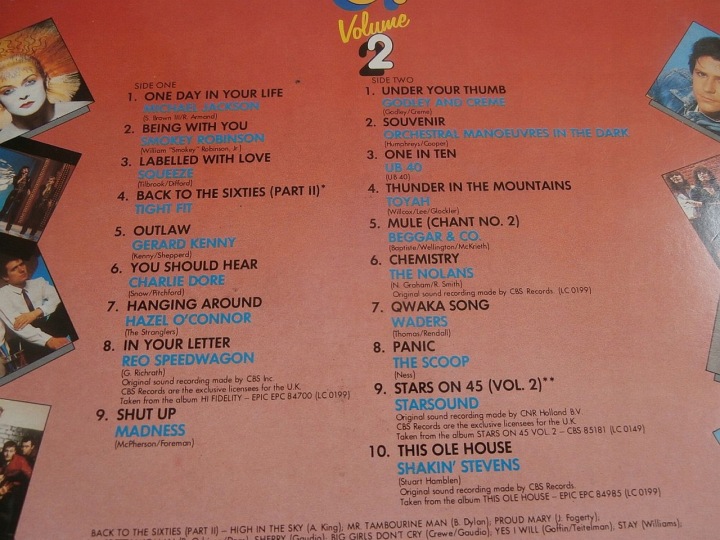 Volume
2
SIDE ONE
1. ONE DAY IN YOUR LIFE
MICHAEL JACKSON
(S. Brown III/R. Armand)
2. BEING WITH YOU
SMOKEY ROBINSON
(William "Smokey" Robinson, Jr.)
3. LABELLED WITH LOVE
SQUEEZE
(Tilbrook/Difford)
4. BACK TO THE SIXTIES (PART II)*
TIGHT FIT
5. OUTLAW
GERARD KENNY
(Kenny/Shepperd)
6. YOU SHOULD HEAR
CHARLIE DORE
(Snow/Pitchford)
7. HANGING AROUND
HAZEL O'CONNOR
(The Stranglers)
8. IN YOUR LETTER
REO SPEEDWAGON
(G. Richrath)
Original sound recording made by CBS Inc
CBS Records are the exclusive licensees for the U.K.
Taken from the album HI FIDELITY – EPIC EPC 84700 (LC 0199)
9. SHUT UP
MADNESS
(McPherson/Foreman)
SIDE TWO
1. UNDER YOUR THUMB
GODLEY AND CREME
(Godley/Creme)
2. SOUVENIR
ORCHESTRAL MANOEUVRES IN THE DARK
(Humphreys/Cooper)
3. ONE IN TEN
UB 40
(UB 40)
4. THUNDER IN THE MOUNTAINS
TOYAH
(Willcox/Lee/Glockler)
5. MULE (CHANT NO. 2)
BEGGAR & CO.
(Baptiste/Wellington/McKrieth)
6. CHEMISTRY
THE NOLANS
(N. Graham/R. Smith)
Original sound recording made by CBS Records. (LC 0199)
7. QWAKA SONG
WADERS
(Thomas/Rendall)
8. PANIC
THE SCOOP
(Ness)
9. STARS ON 45 (VOL. 2)**
STARSOUND
Original sound recording made by CNR Holland B.V.
CBS Records are the exclusive licensees for the U.K.
Taken from the album STARS ON 45 VOL. 2 – CBS 85181 (LC 0149)
10. THIS OLE HOUSE
SHAKIN' STEVENS
(Stuart Hamblen)
Original sound recording made by CBS Records
Taken from the album THIS OLE HOUSE – EPIC EPC 84985 (LC 0199)
BACK TO THE SIXTIES (PART II) – HIGH IN THE SKY (A. King); MR. TAMBOURINE MAN (B. Dylan); PROUD MARY (J. Fogerty);
SHERRY (Gaudio); BIG GIRLS DON'T CRY (Crewe/Gaudio); YES I WILL (Goffin/Teitelman), STAY (Williams);